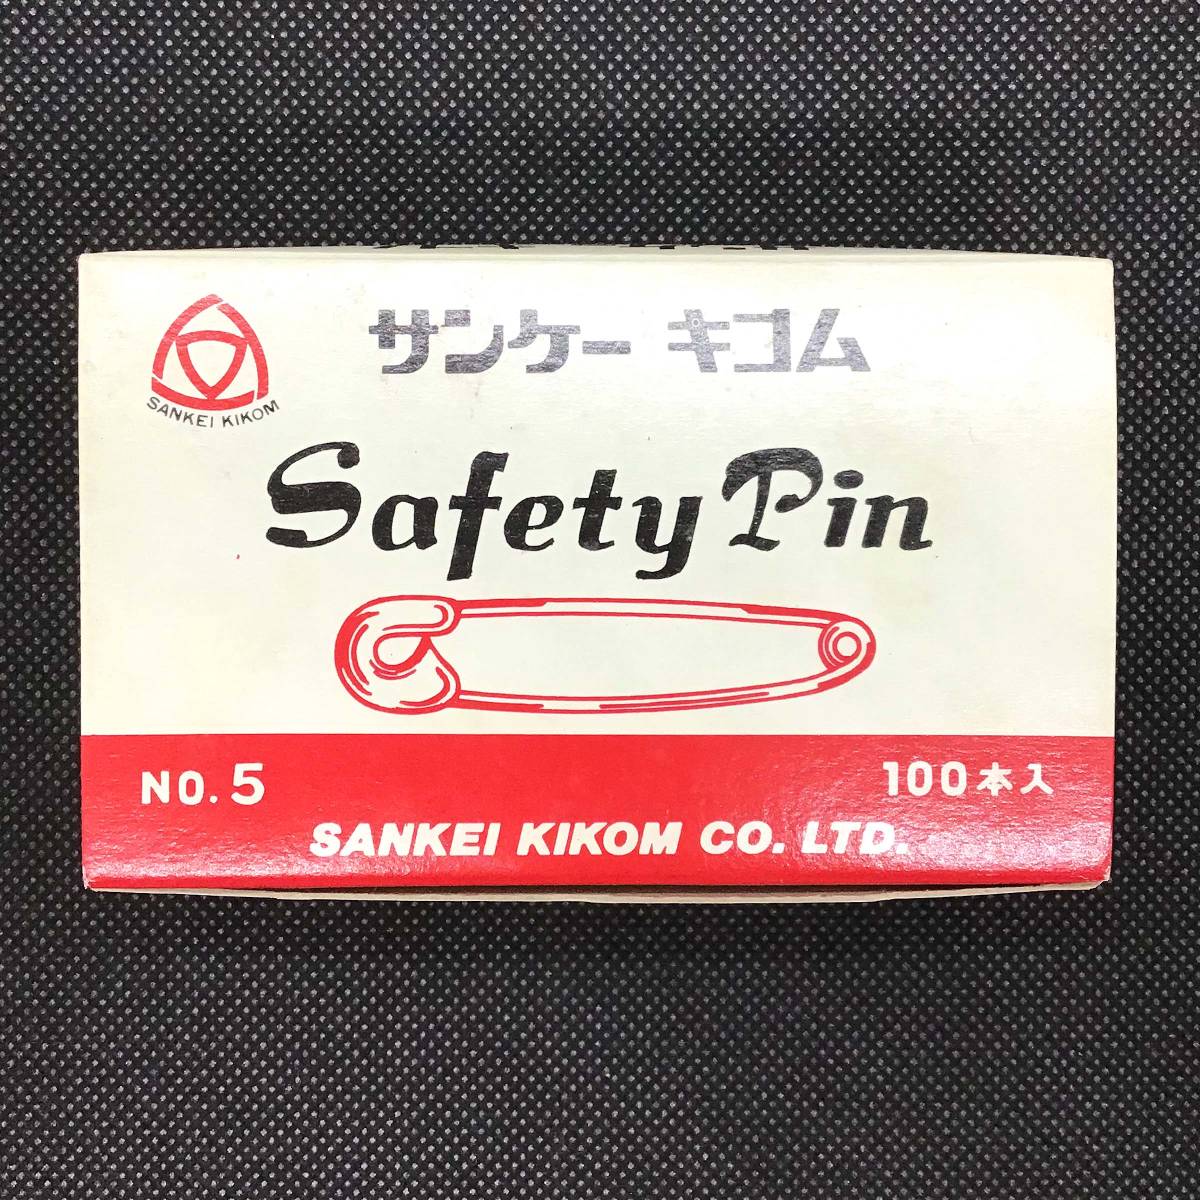 サンケー キコム
SANKEI KIKOM
Safety Pin
NO. 5
100本入
SANKEI KIKOM CO. LTD.